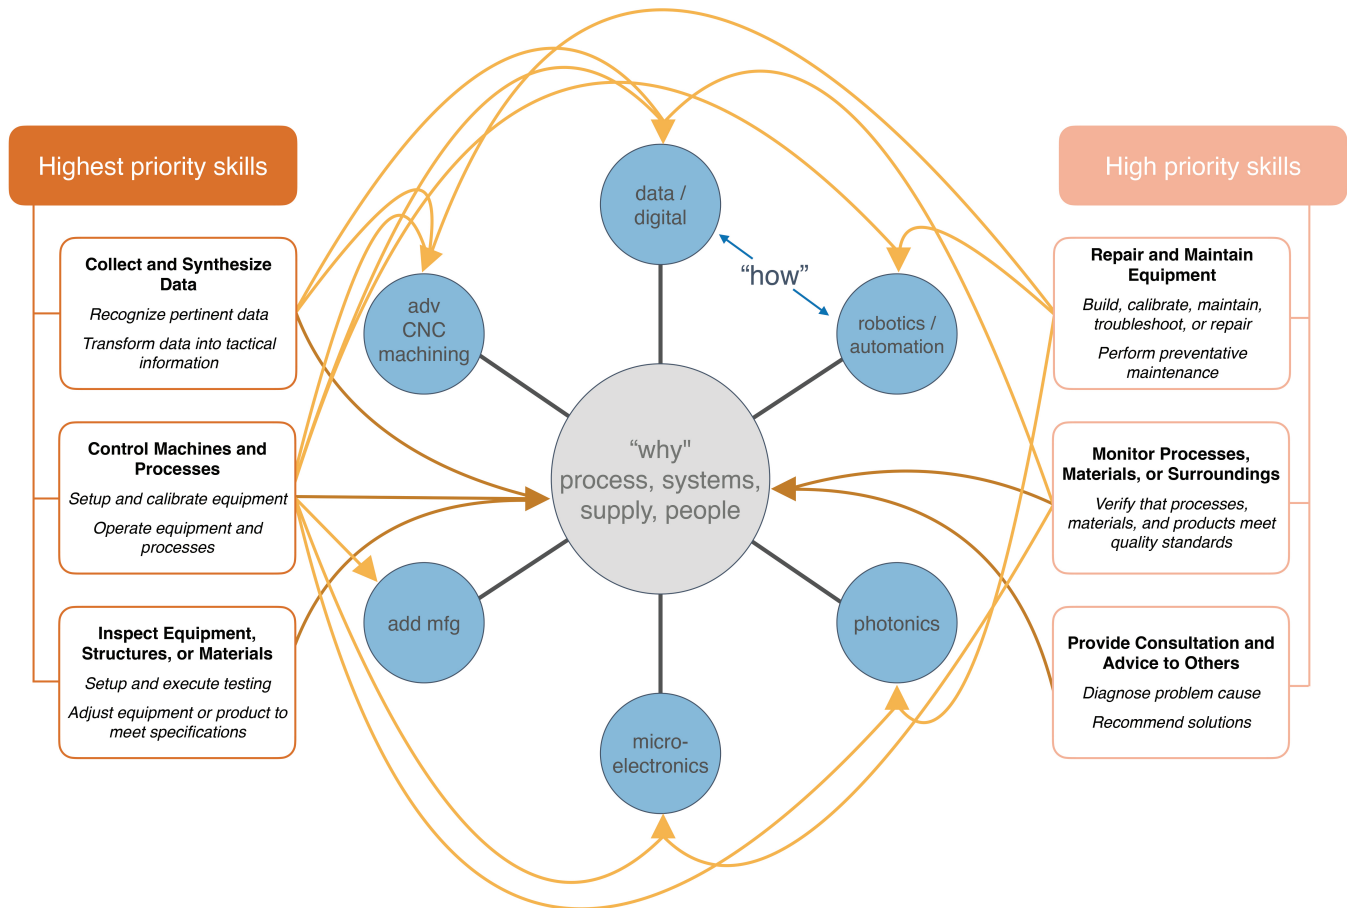 Highest priority skills
Collect and Synthesize
Data
Recognize pertinent data
Transform data into tactical
information
Control Machines and
Processes
Setup and calibrate equipment
Operate equipment and
processes
Inspect Equipment,
Structures, or Materials
Setup and execute testing
Adjust equipment or product to
meet specifications
data /
digital
“how”
adv
CNC
machining
robotics /
automation
“why"
process, systems,
supply, people
add mfg
photonics
micro-
electronics
High priority skills
Repair and Maintain
Equipment
Build, calibrate, maintain,
troubleshoot, or repair
Perform preventative
maintenance
Monitor Processes,
Materials, or Surroundings
Verify that processes,
materials, and products meet
quality standards
Provide Consultation and
Advice to Others
Diagnose problem cause
Recommend solutions